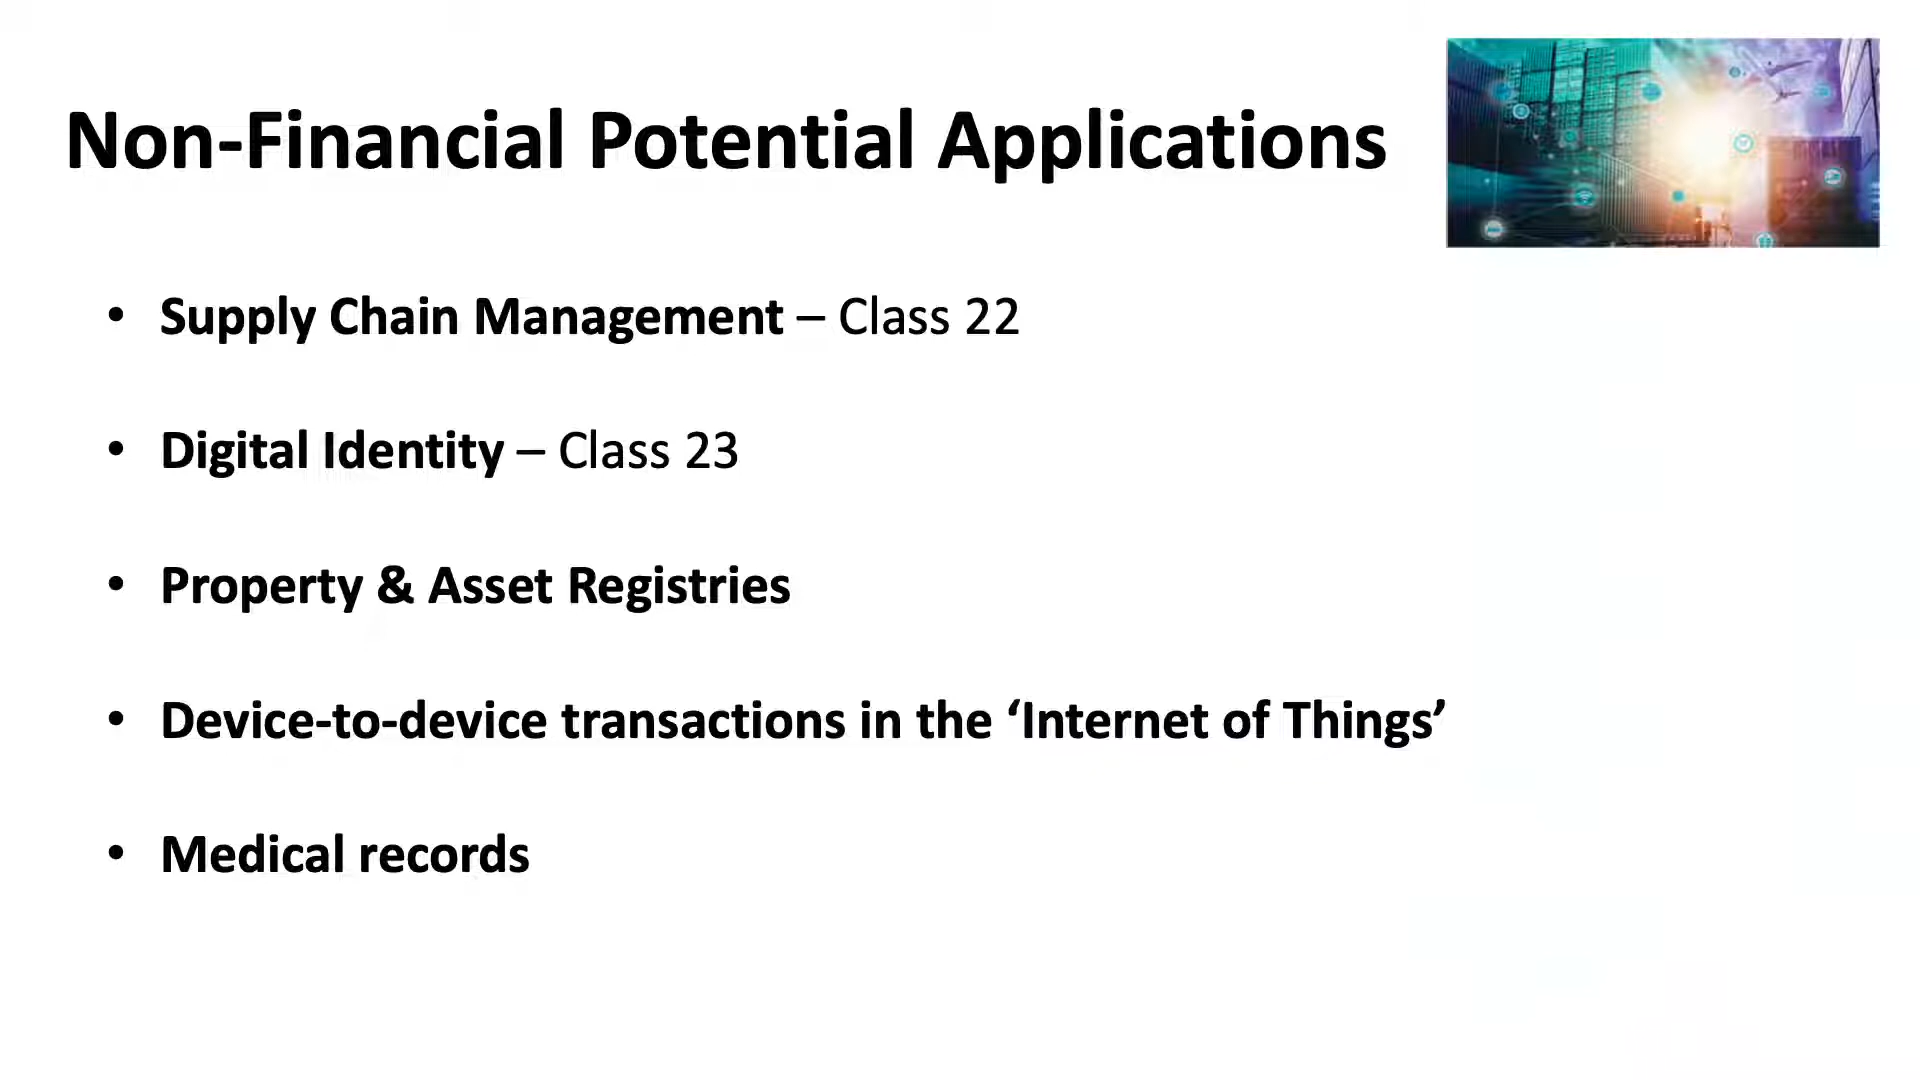 Non-Financial Potential Applications
• Supply Chain Management – Class 22
• Digital Identity – Class 23
• Property & Asset Registries
• Device-to-device transactions in the ‘Internet of Things’
• Medical records